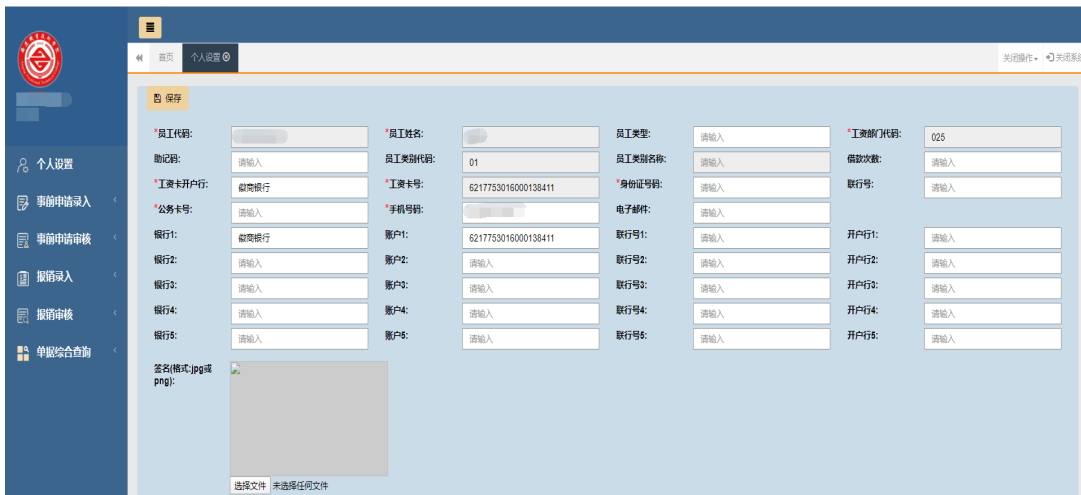 首页 个人设置 关闭操作 关闭系统
保存
*员工代码: *员工姓名: 员工类型: 请输入 *工资部门代码: 025
个人设置
助记码: 请输入 员工类别代码: 01 员工类别名称: 请输入 借款次数: 请输入
*工资卡开户行: 徽商银行 *工资卡号: 6217753016000138411 *身份证号码: 请输入 联行号: 请输入
事前申请录入
*公务卡号: 请输入 *手机号码: 电子邮件: 请输入
事前申请审核
银行1: 徽商银行 账户1: 6217753016000138411 联行号1: 请输入 开户行1: 请输入
银行2: 请输入 账户2: 请输入 联行号2: 请输入 开户行2: 请输入
报销录入
银行3: 请输入 账户3: 请输入 联行号3: 请输入 开户行3: 请输入
报销审核
银行4: 请输入 账户4: 请输入 联行号4: 请输入 开户行4: 请输入
银行5: 请输入 账户5: 请输入 联行号5: 请输入 开户行5: 请输入
单据综合查询
签名(格式:jpg或
png):
选择文件 未选择任何文件